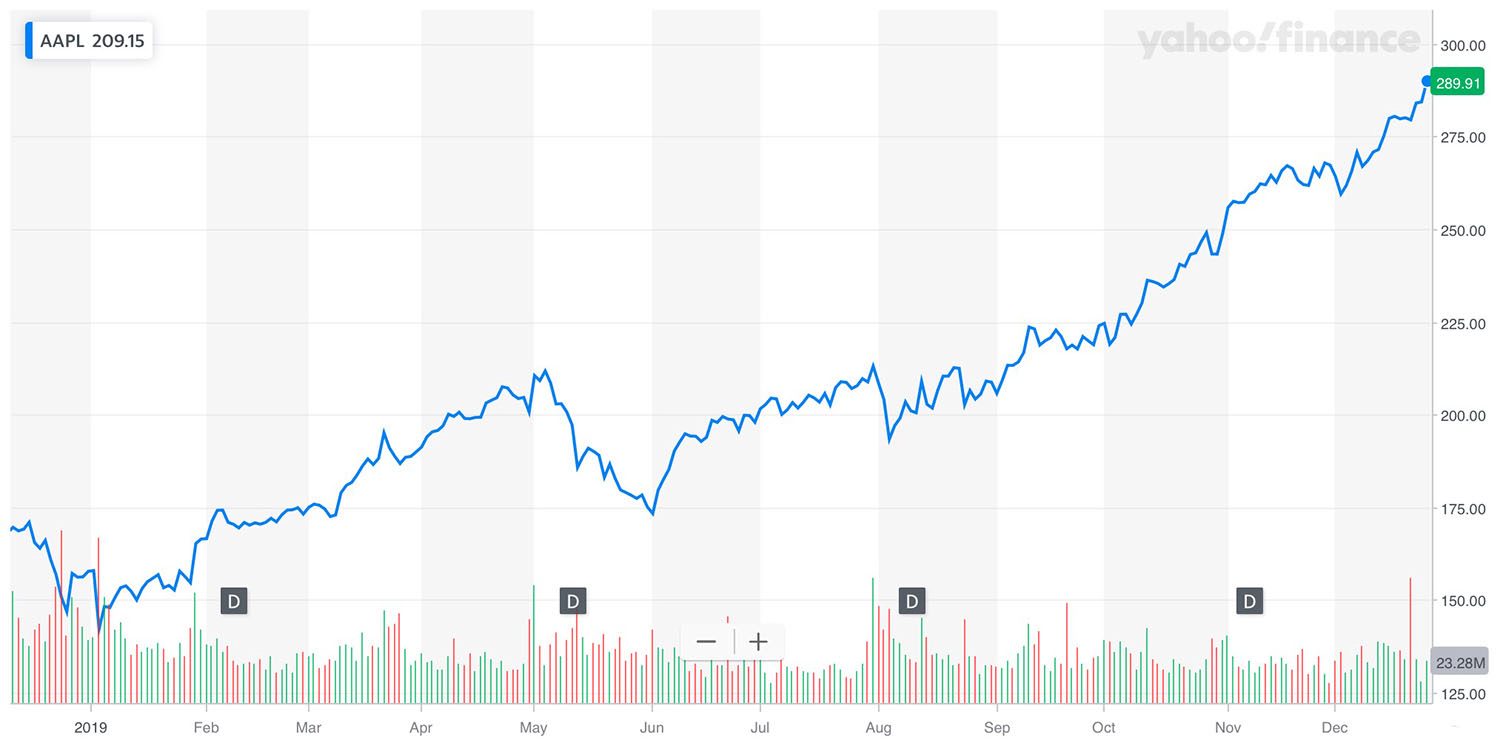 AAPL 209.15
yahoo!finance
300.00
289.91
275.00
250.00
225.00
200.00
175.00
150.00
D D D D
− +
23.28M
125.00
2019 Feb Mar Apr May Jun Jul Aug Sep Oct Nov Dec